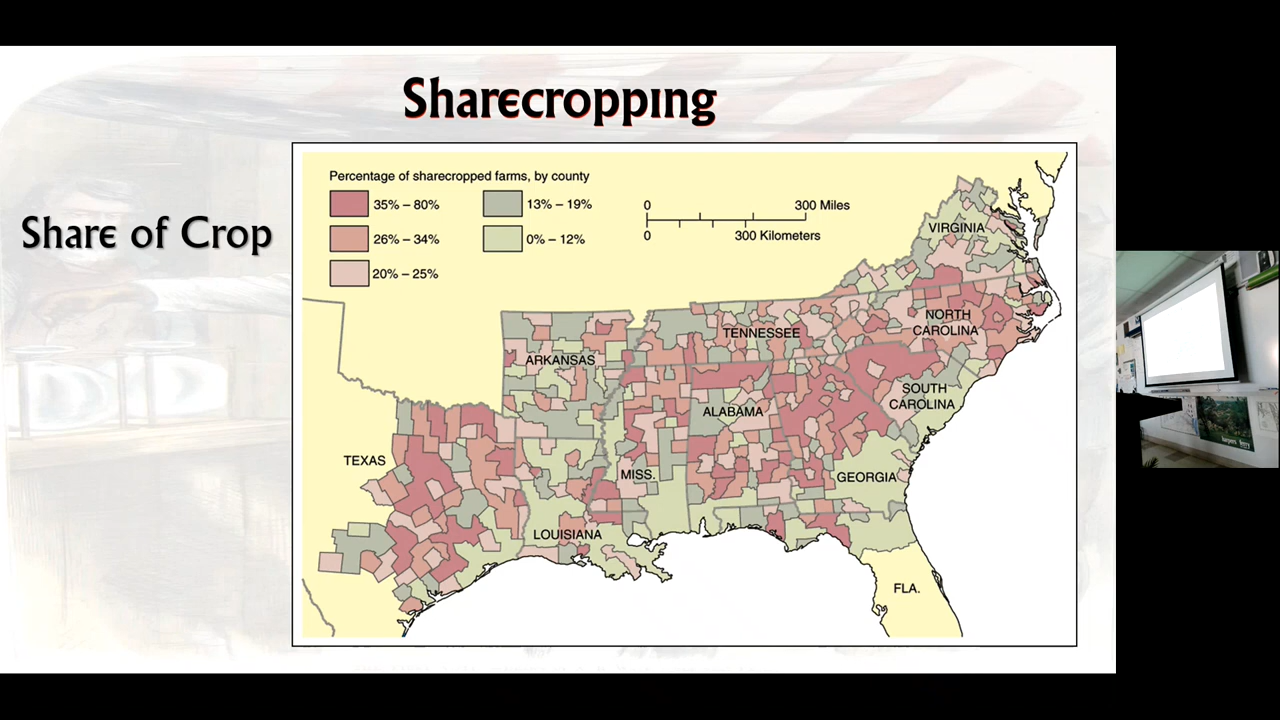 Sharecropping
Share of Crop
Percentage of sharecropped farms, by county
35% – 80%
26% – 34%
20% – 25%
13% – 19%
0% – 12%
0
300 Miles
0
300 Kilometers
VIRGINIA
NORTH
CAROLINA
TENNESSEE
ARKANSAS
SOUTH
CAROLINA
ALABAMA
TEXAS
MISS.
GEORGIA
LOUISIANA
FLA.